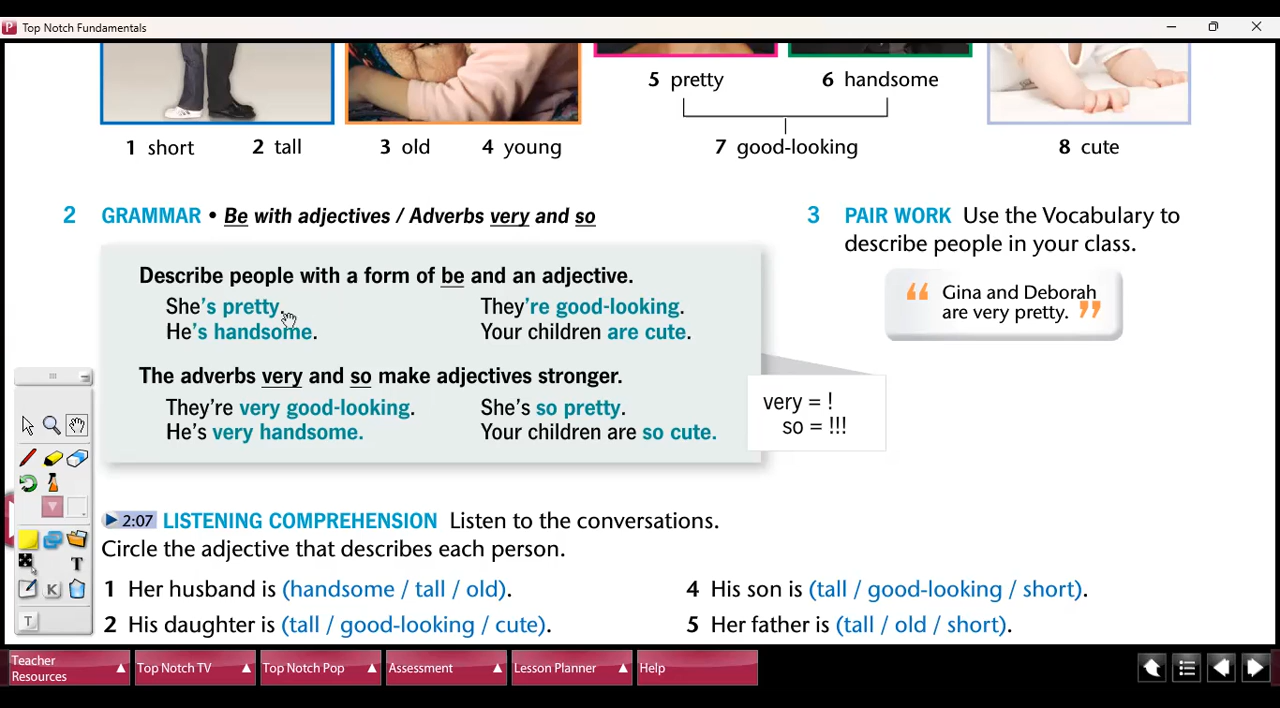 Top Notch Fundamentals
5 pretty
6 handsome
1 short
2 tall
3 old
4 young
7 good-looking
8 cute
2 GRAMMAR • Be with adjectives / Adverbs very and so
Describe people with a form of be and an adjective.
She's pretty.
They're good-looking.
He's handsome.
Your children are cute.
The adverbs very and so make adjectives stronger.
They're very good-looking.
She's so pretty.
He's very handsome.
Your children are so cute.
very = !
so = !!!
3 PAIR WORK Use the Vocabulary to
describe people in your class.
“ Gina and Deborah
are very pretty. ”
2:07 LISTENING COMPREHENSION Listen to the conversations.
Circle the adjective that describes each person.
1 Her husband is (handsome / tall / old).
2 His daughter is (tall / good-looking / cute).
4 His son is (tall / good-looking / short).
5 Her father is (tall / old / short).
T
K
T
Teacher
Resources
Top Notch TV
Top Notch Pop
Assessment
Lesson Planner
Help